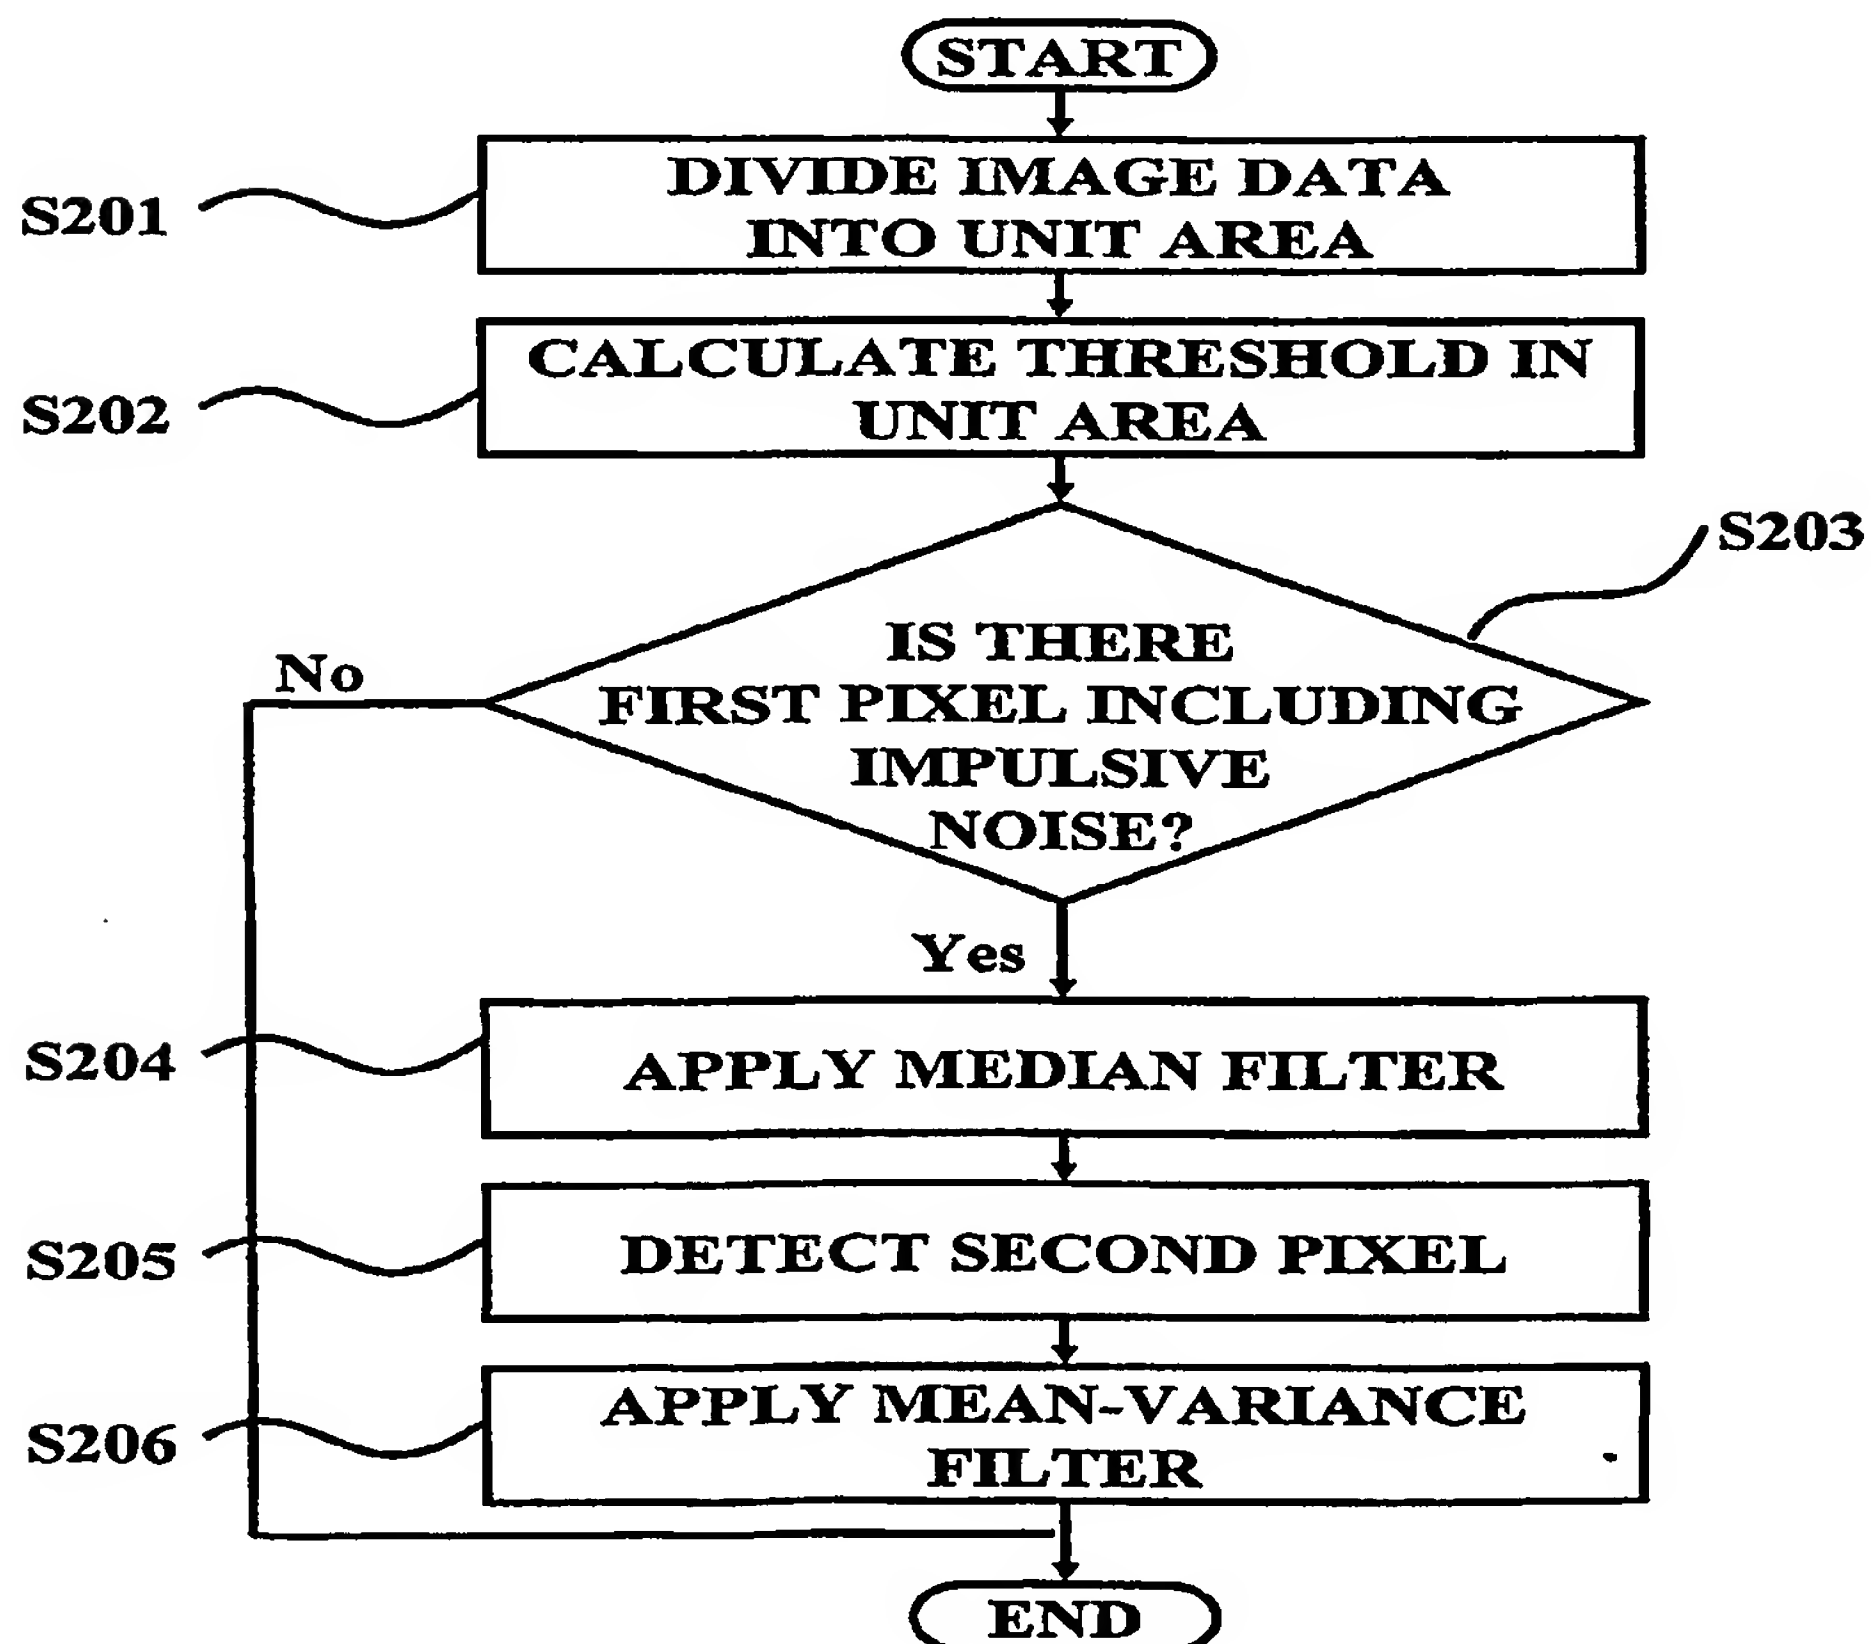 START
S201
DIVIDE IMAGE DATA
INTO UNIT AREA
S202
CALCULATE THRESHOLD IN
UNIT AREA
S203
IS THERE
FIRST PIXEL INCLUDING
IMPULSIVE
NOISE?
No
Yes
S204
APPLY MEDIAN FILTER
S205
DETECT SECOND PIXEL
S206
APPLY MEAN-VARIANCE
FILTER
END